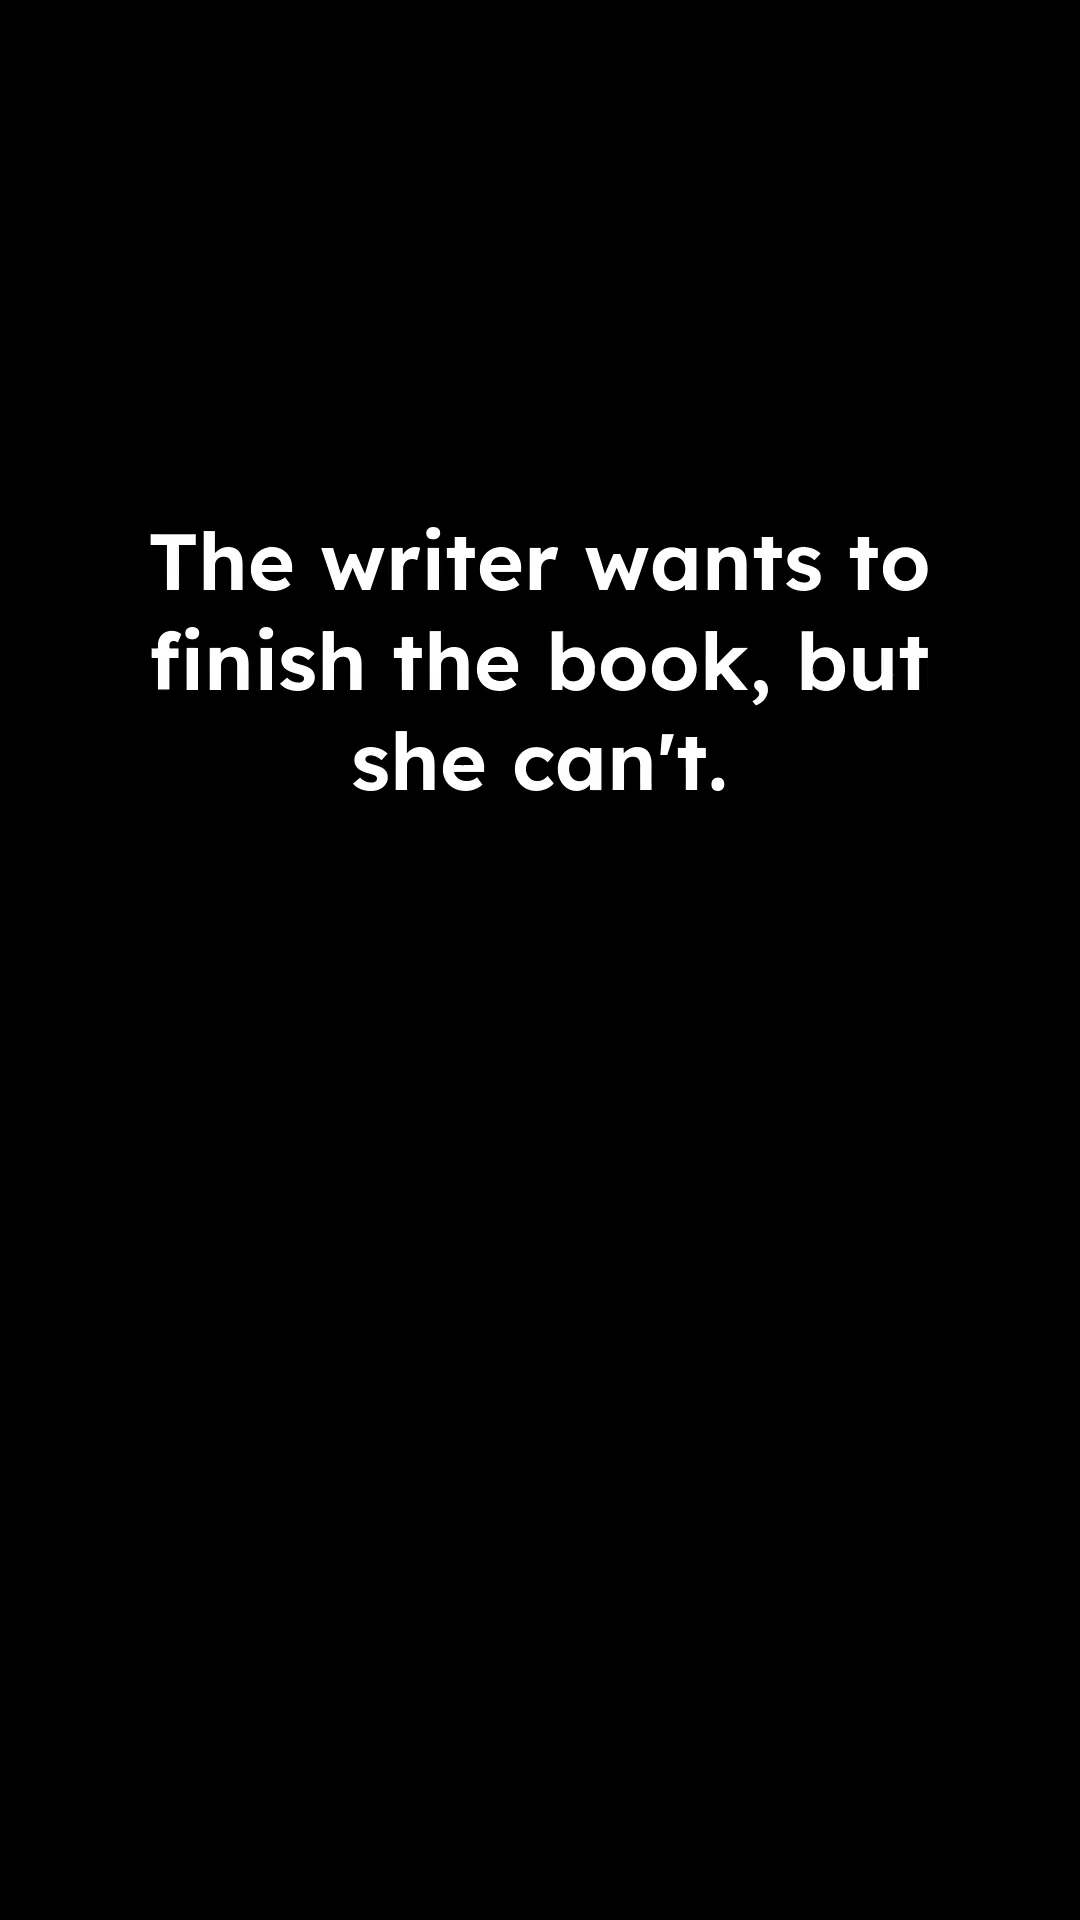 The writer wants to
finish the book, but
she can't.